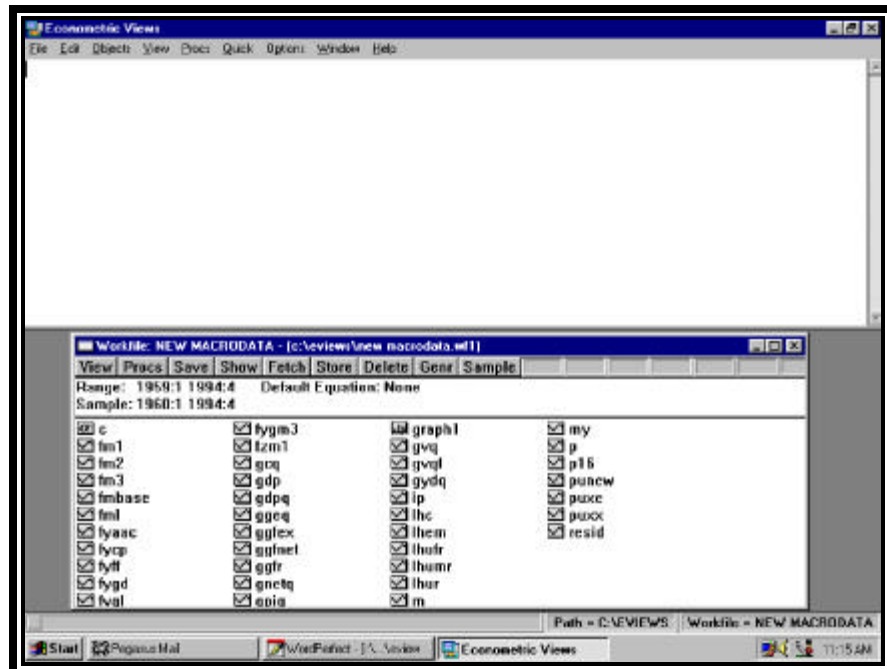 Econometric Views
File Edit Objects View Procs Quick Options Window Help
Workfile: NEW MACRODATA - (c:\eviews\new macrodata.wf1)
View Procs Save Show Fetch Store Delete Genr Sample
Range: 1959:1 1994:4 Default Equation: None
Sample: 1960:1 1994:4
c fygm3 graph1 my
fm1 fzm1 gvq p
fm2 gcq gvql p16
fm3 gdp gydq punew
fmbase gdpq ip puxc
fml ggeq lhc puxx
fyaac ggfex lhem resid
fycp ggfnet lhufr
fyff ggfr lhumr
fygd gnetq lhur
m
Path = C:\EVIEWS Workfile = NEW MACRODATA
Start Pegasus Mail WordPerfect - Econometric Views 11:15 AM